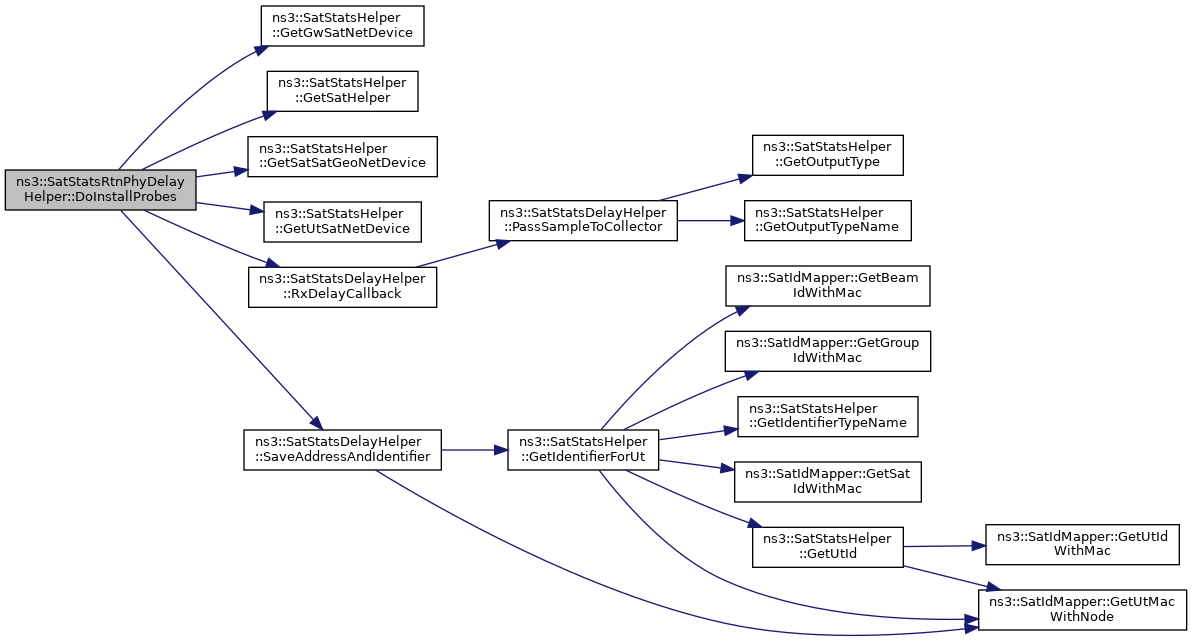 ns3::SatStatsRtnPhyDelay
Helper::DoInstallProbes
ns3::SatStatsHelper
::GetGwSatNetDevice
ns3::SatStatsHelper
::GetSatHelper
ns3::SatStatsHelper
::GetSatSatGeoNetDevice
ns3::SatStatsHelper
::GetUtSatNetDevice
ns3::SatStatsDelayHelper
::RxDelayCallback
ns3::SatStatsDelayHelper
::SaveAddressAndIdentifier
ns3::SatStatsDelayHelper
::PassSampleToCollector
ns3::SatStatsHelper
::GetOutputType
ns3::SatStatsHelper
::GetOutputTypeName
ns3::SatStatsHelper
::GetIdentifierForUt
ns3::SatIdMapper::GetBeam
IdWithMac
ns3::SatIdMapper::GetGroup
IdWithMac
ns3::SatStatsHelper
::GetIdentifierTypeName
ns3::SatIdMapper::GetSat
IdWithMac
ns3::SatStatsHelper
::GetUtId
ns3::SatIdMapper::GetUtId
WithMac
ns3::SatIdMapper::GetUtMac
WithNode